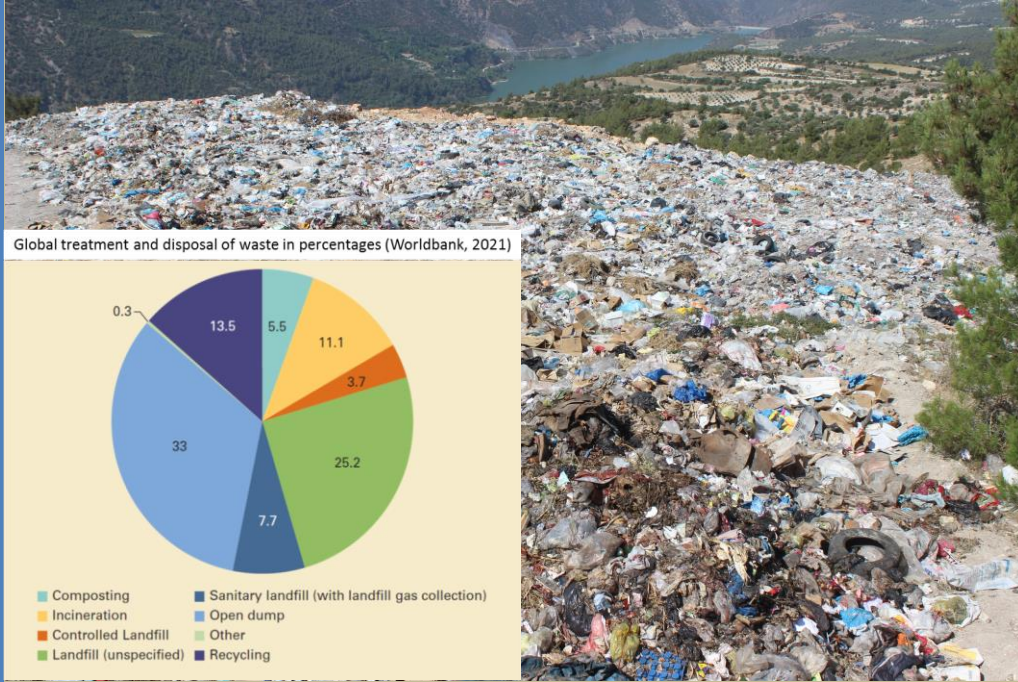 Global treatment and disposal of waste in percentages (Worldbank, 2021)
0.3
13.5
5.5
11.1
3.7
33
25.2
7.7
Composting
Incineration
Controlled Landfill
Landfill (unspecified)
Sanitary landfill (with landfill gas collection)
Open dump
Other
Recycling